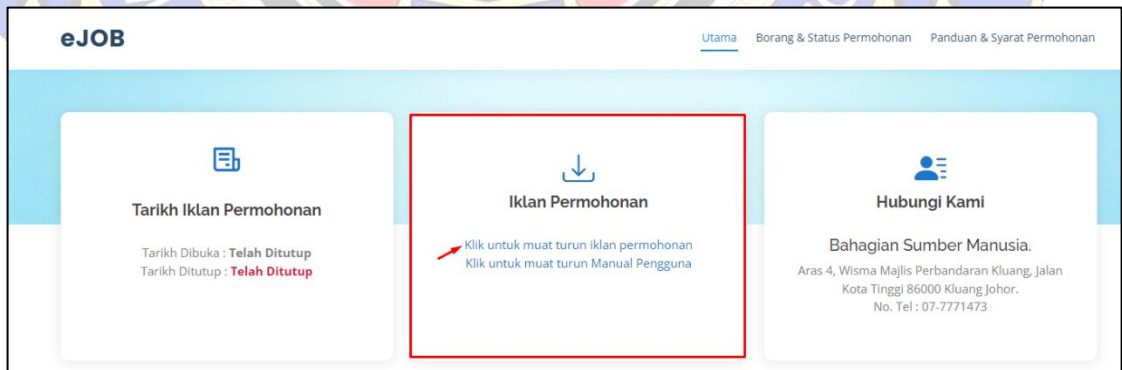 eJOB
Utama Borang & Status Permohonan Panduan & Syarat Permohonan
Tarikh Iklan Permohonan
Tarikh Dibuka : Telah Ditutup
Tarikh Ditutup : Telah Ditutup
Iklan Permohonan
Klik untuk muat turun iklan permohonan
Klik untuk muat turun Manual Pengguna
Hubungi Kami
Bahagian Sumber Manusia.
Aras 4, Wisma Majlis Perbandaran Kluang, Jalan
Kota Tinggi 86000 Kluang Johor.
No. Tel : 07-7771473